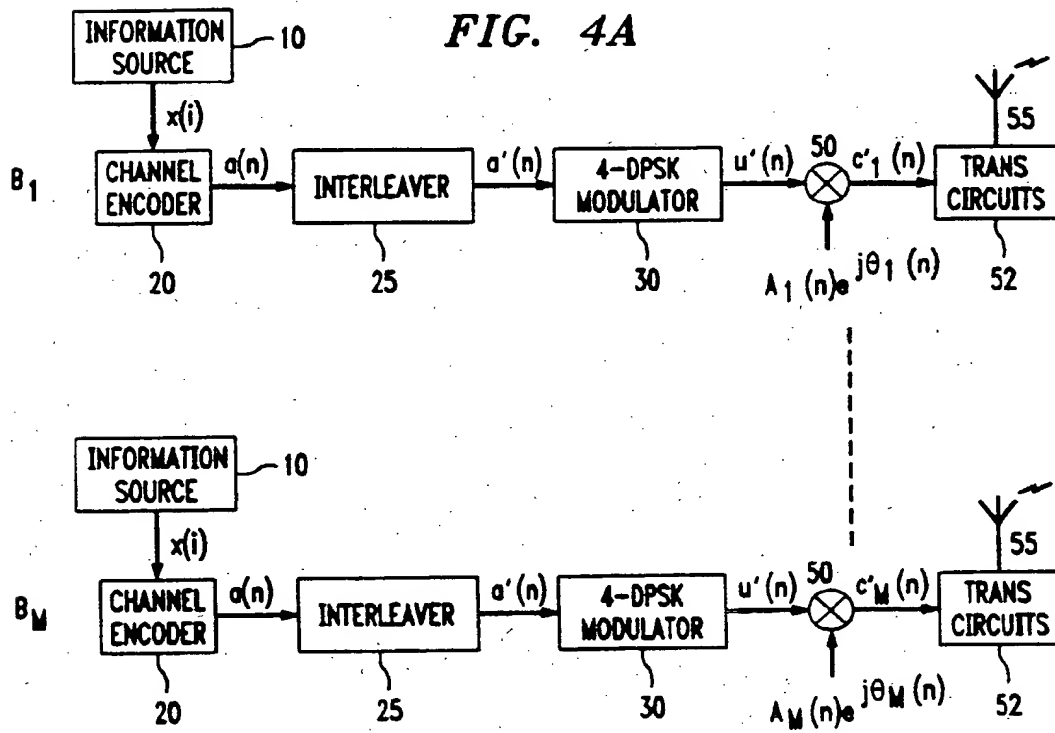 FIG. 4A
INFORMATION
SOURCE
10
x(i)
B1
CHANNEL
ENCODER
20
a(n)
INTERLEAVER
25
a'(n)
4-DPSK
MODULATOR
30
u'(n)
50
c'1(n)
A1(n)e jθ1(n)
55
TRANS
CIRCUITS
52
INFORMATION
SOURCE
10
x(i)
BM
CHANNEL
ENCODER
20
a(n)
INTERLEAVER
25
a'(n)
4-DPSK
MODULATOR
30
u'(n)
50
c'M(n)
AM(n)e jθM(n)
55
TRANS
CIRCUITS
52